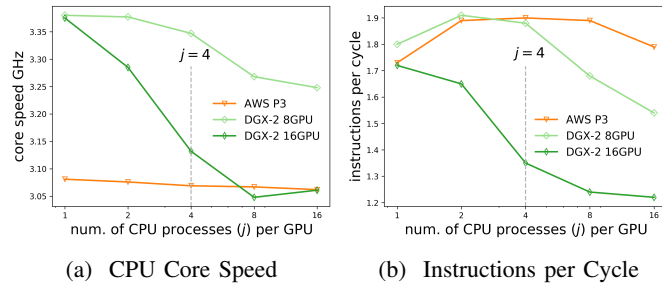 3.35
3.30
3.25
3.20
3.15
3.10
3.05
core speed GHz
j = 4
AWS P3
DGX-2 8GPU
DGX-2 16GPU
1 2 4 8 16
num. of CPU processes (j) per GPU
(a) CPU Core Speed
1.9
1.8
1.7
1.6
1.5
1.4
1.3
1.2
instructions per cycle
j = 4
AWS P3
DGX-2 8GPU
DGX-2 16GPU
1 2 4 8 16
num. of CPU processes (j) per GPU
(b) Instructions per Cycle